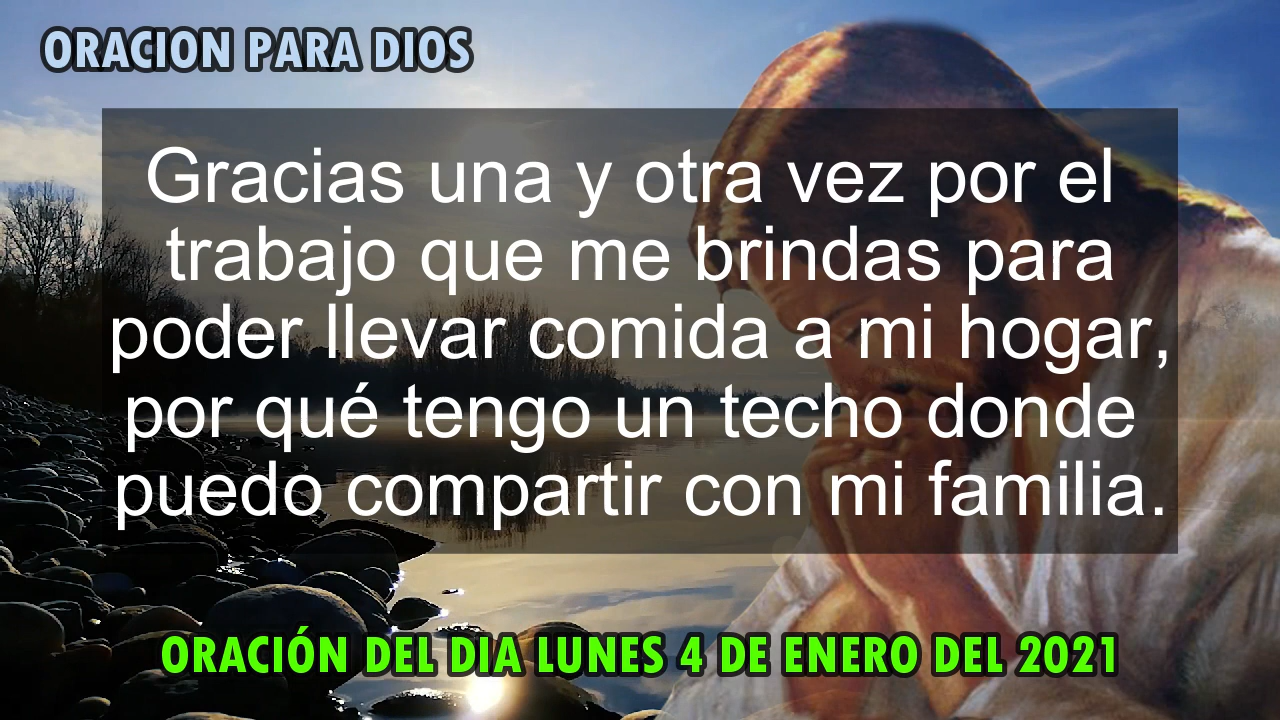 ORACION PARA DIOS
Gracias una y otra vez por el
trabajo que me brindas para
poder llevar comida a mi hogar,
por qué tengo un techo donde
puedo compartir con mi familia.
ORACIÓN DEL DIA LUNES 4 DE ENERO DEL 2021